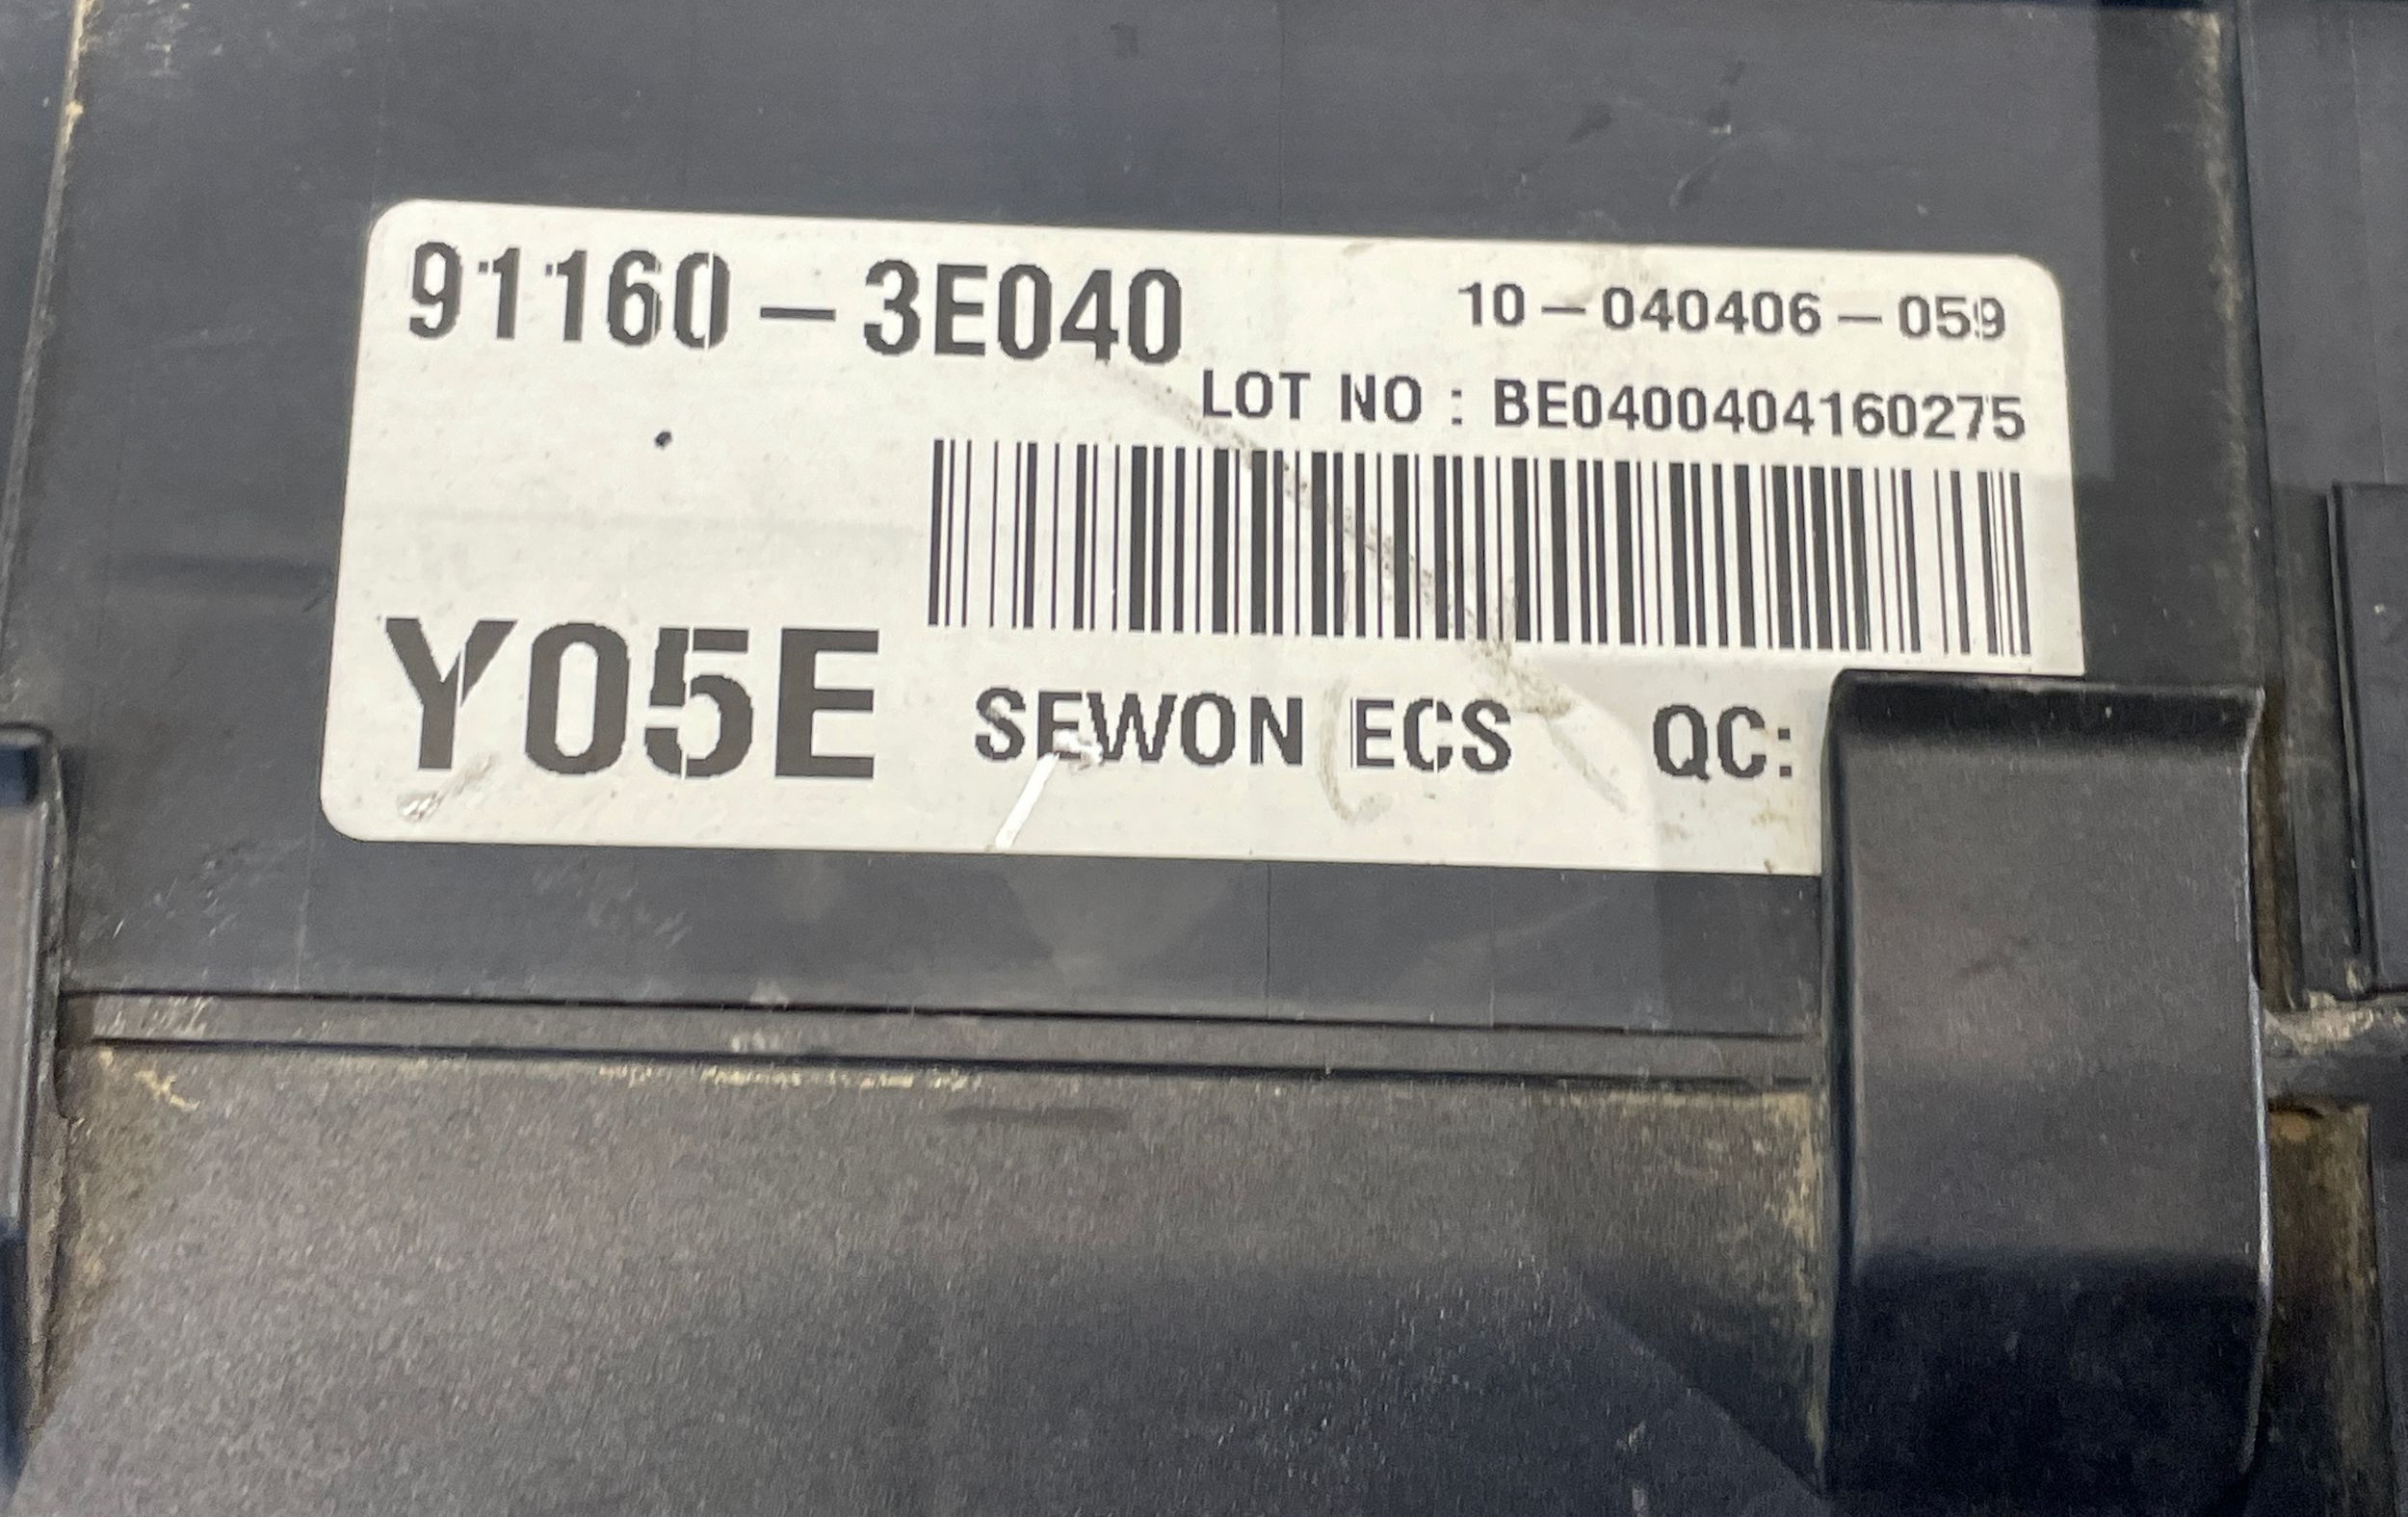 91160-3E040
10-040406-059
LOT NO : BE0400404160275
Y05E
SEWON ECS QC: